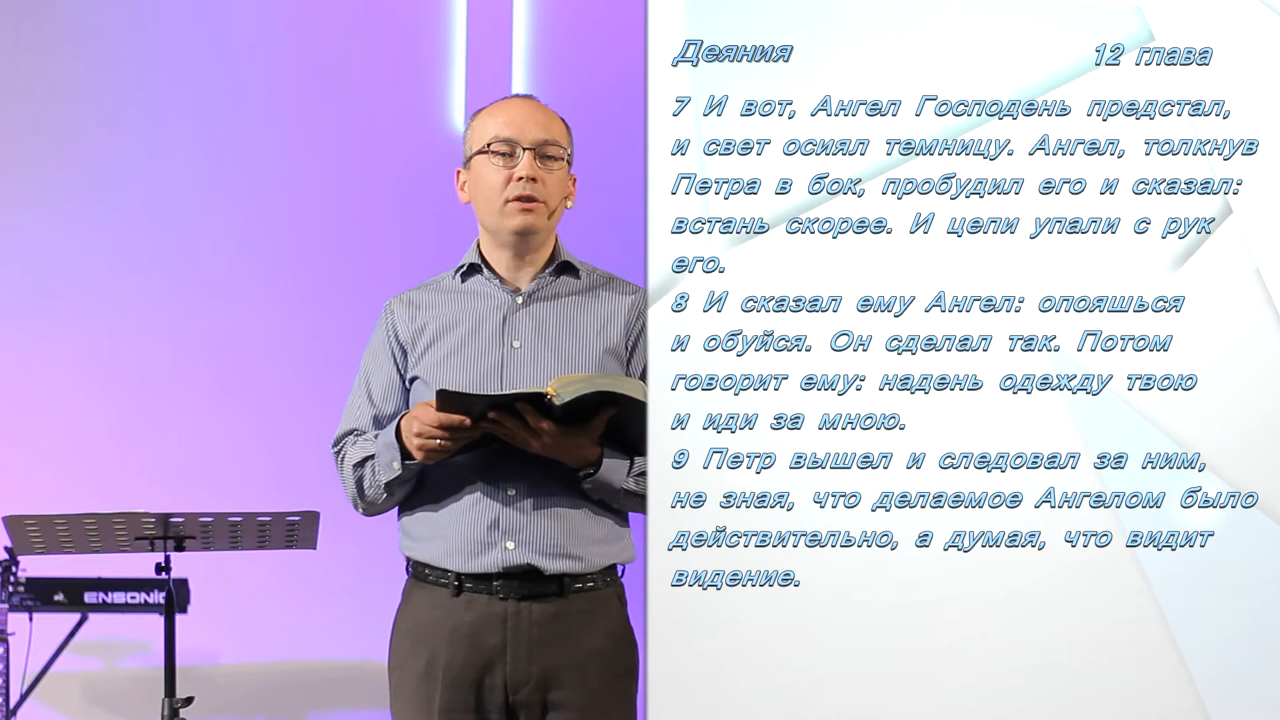 Деяния 12 глава
7 И вот, Ангел Господень предстал,
и свет осиял темницу. Ангел, толкнув
Петра в бок, пробудил его и сказал:
встань скорее. И цепи упали с рук
его.
8 И сказал ему Ангел: опояшься
и обуйся. Он сделал так. Потом
говорит ему: надень одежду твою
и иди за мною.
9 Петр вышел и следовал за ним,
не зная, что делаемое Ангелом было
действительно, а думая, что видит
видение.
ENSONIQ